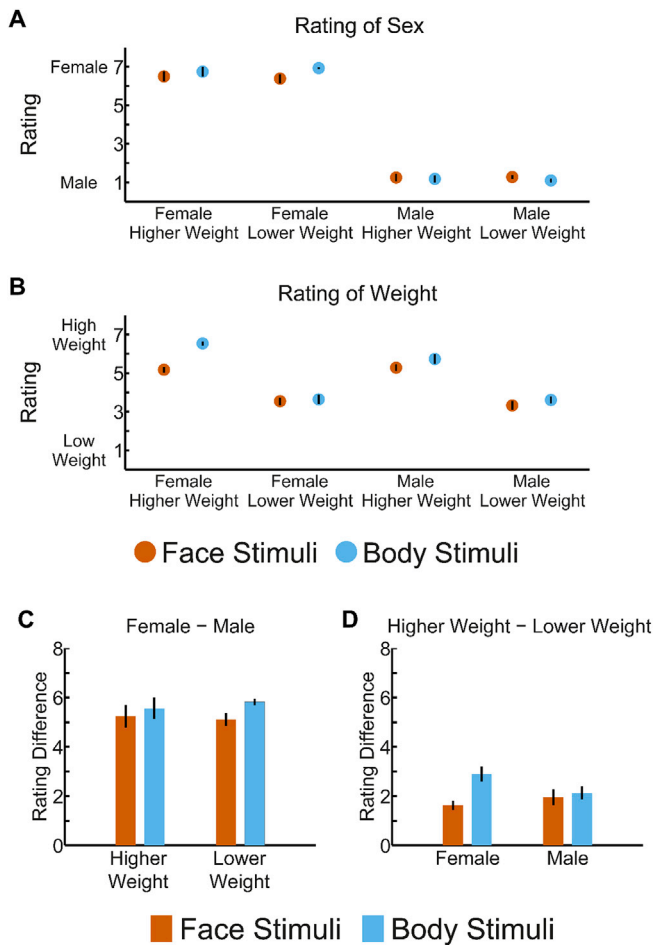 A
Rating of Sex
Female 7
5
3
Male 1
Rating
Female
Higher Weight
Female
Lower Weight
Male
Higher Weight
Male
Lower Weight
B
Rating of Weight
High
Weight
7
5
3
Low
Weight
1
Rating
Female
Higher Weight
Female
Lower Weight
Male
Higher Weight
Male
Lower Weight
Face Stimuli Body Stimuli
C
Female – Male
8
6
4
2
0
Rating Difference
Higher
Weight
Lower
Weight
D
Higher Weight – Lower Weight
8
6
4
2
0
Rating Difference
Female
Male
Face Stimuli Body Stimuli